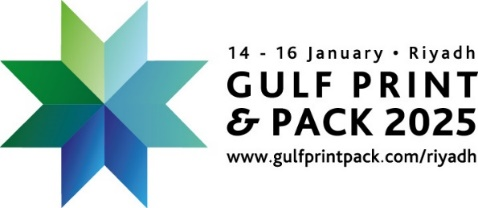 14 - 16 January • Riyadh
GULF PRINT
& PACK 2025
www.gulfprintpack.com/riyadh